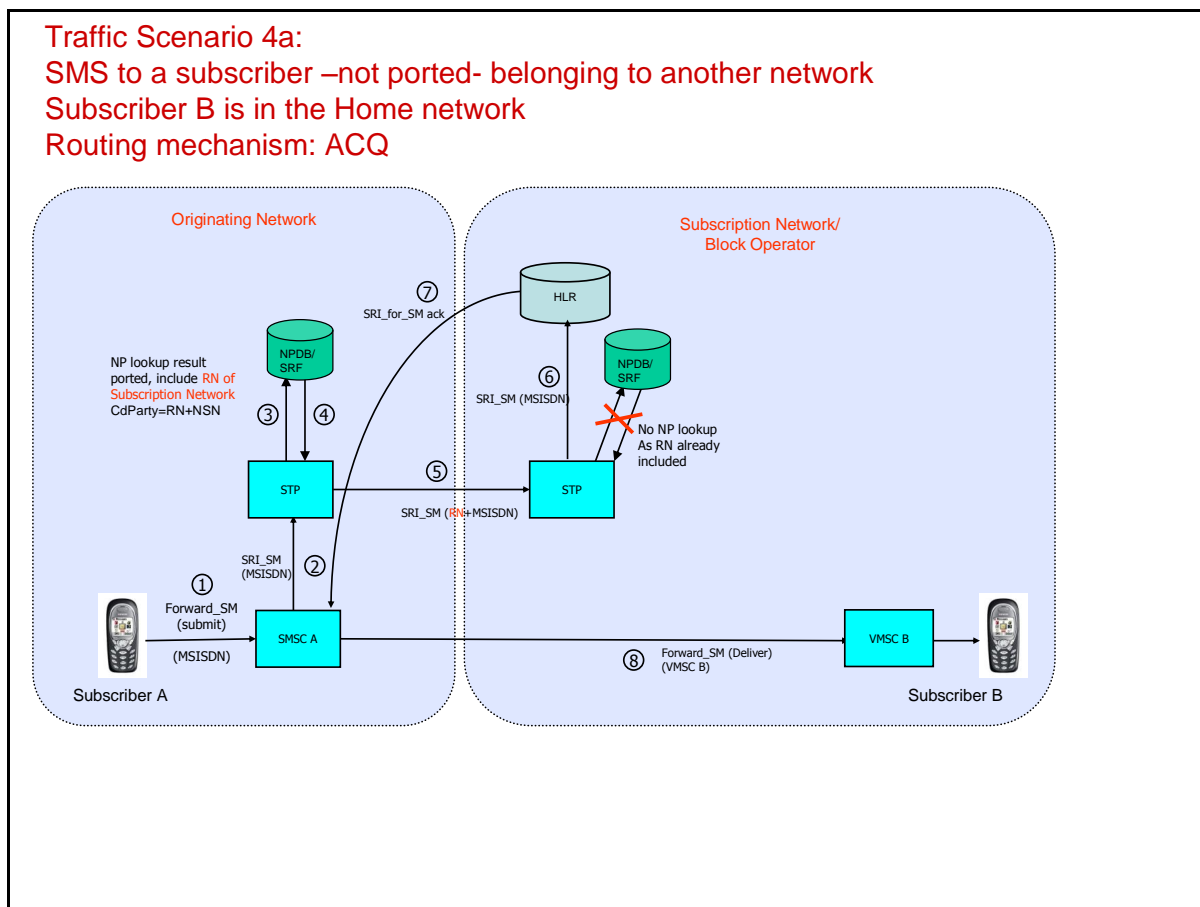 Traffic Scenario 4a:
SMS to a subscriber –not ported- belonging to another network
Subscriber B is in the Home network
Routing mechanism: ACQ
Originating Network
Subscription Network/
Block Operator
⑦
SRI_for_SM ack
HLR
NPDB/
SRF
NP lookup result
ported, include RN of
Subscription Network
CdParty=RN+NSN
③
④
⑥
SRI_SM (MSISDN)
NPDB/
SRF
No NP lookup
As RN already
included
STP
⑤
SRI_SM (RN+MSISDN)
STP
SRI_SM
(MSISDN)
②
①
Forward_SM
(submit)
(MSISDN)
SMSC A
⑧
Forward_SM (Deliver)
(VMSC B)
VMSC B
Subscriber A
Subscriber B